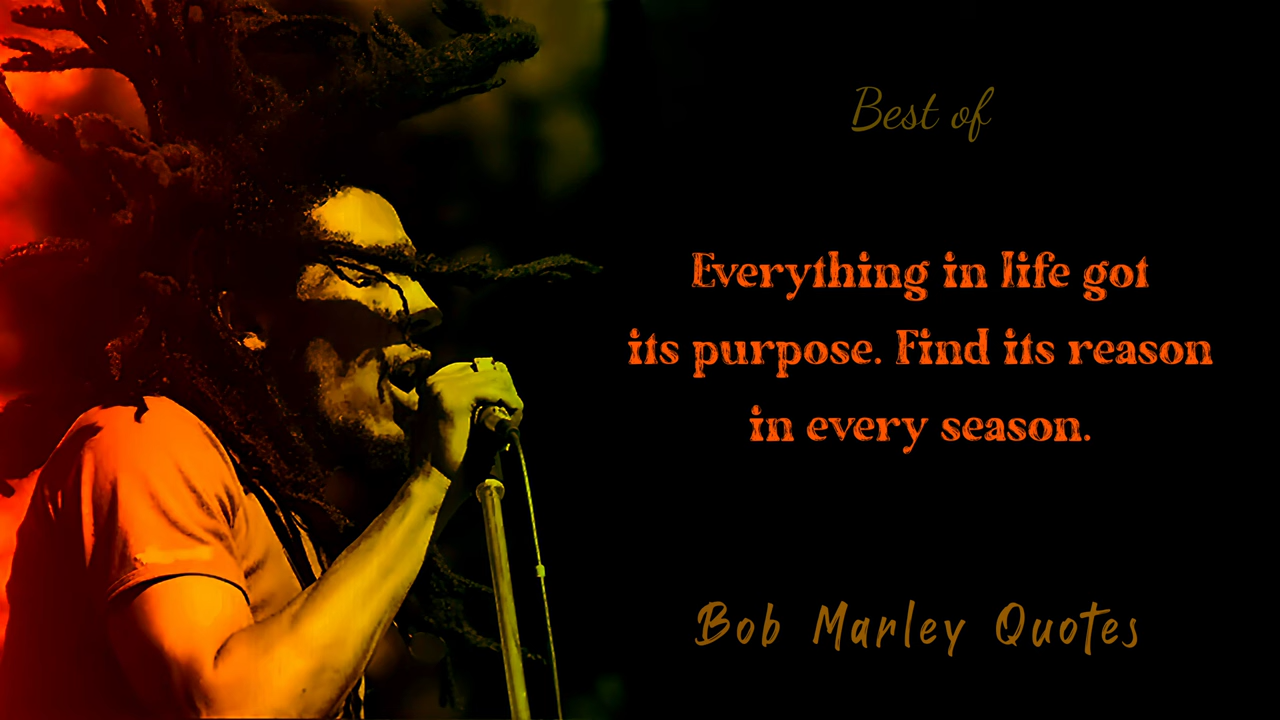 Best of
Everything in life got
its purpose. Find its reason
in every season.
Bob Marley Quotes